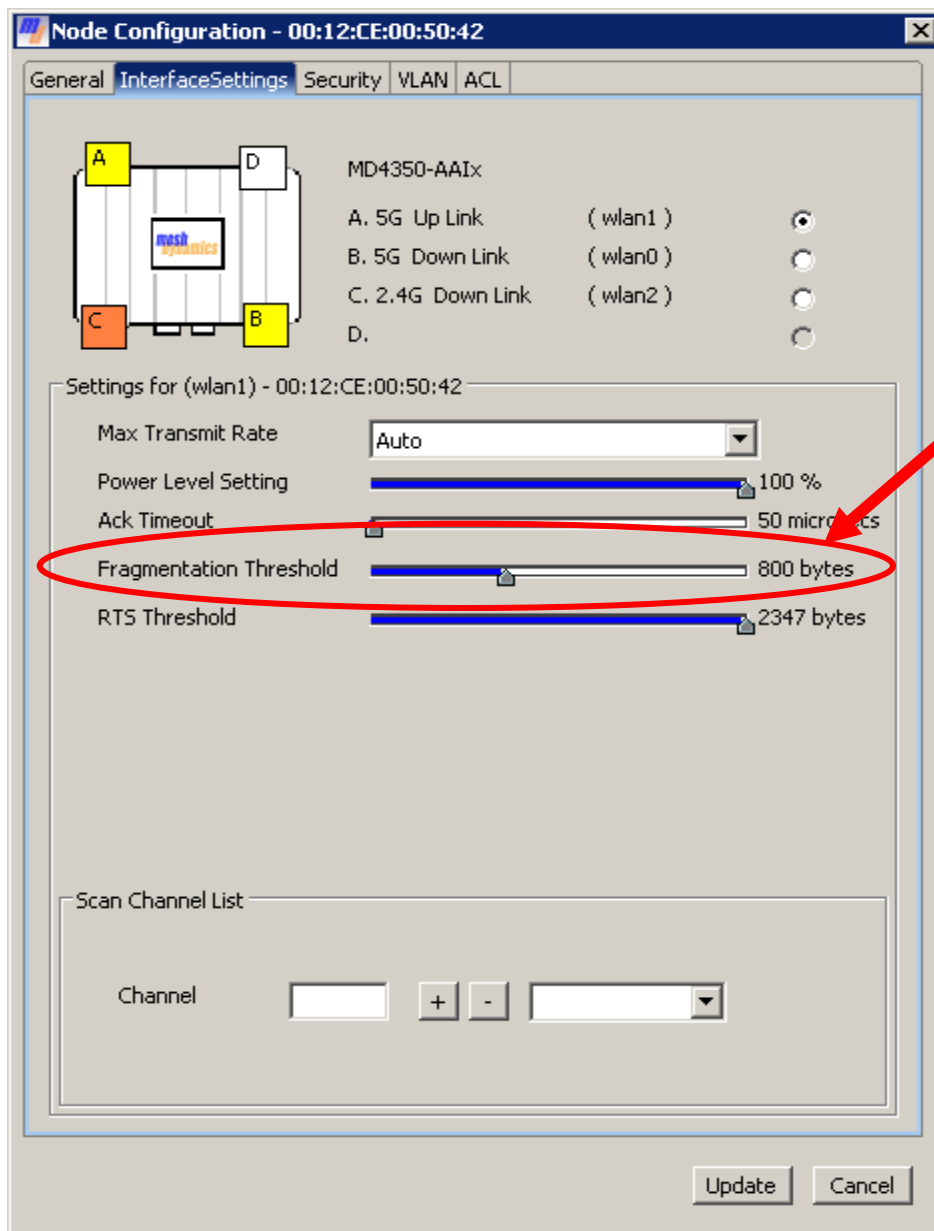 Node Configuration - 00:12:CE:00:50:42
General InterfaceSettings Security VLAN ACL
A
D
mesh
dynamics
C
B
MD4350-AAIx
A. 5G Up Link ( wlan1 )
B. 5G Down Link ( wlan0 )
C. 2.4G Down Link ( wlan2 )
D.
Settings for (wlan1) - 00:12:CE:00:50:42
Max Transmit Rate Auto
Power Level Setting 100 %
Ack Timeout 50
Fragmentation Threshold 800 bytes
RTS Threshold 2347 bytes
Scan Channel List
Channel + -
Update Cancel